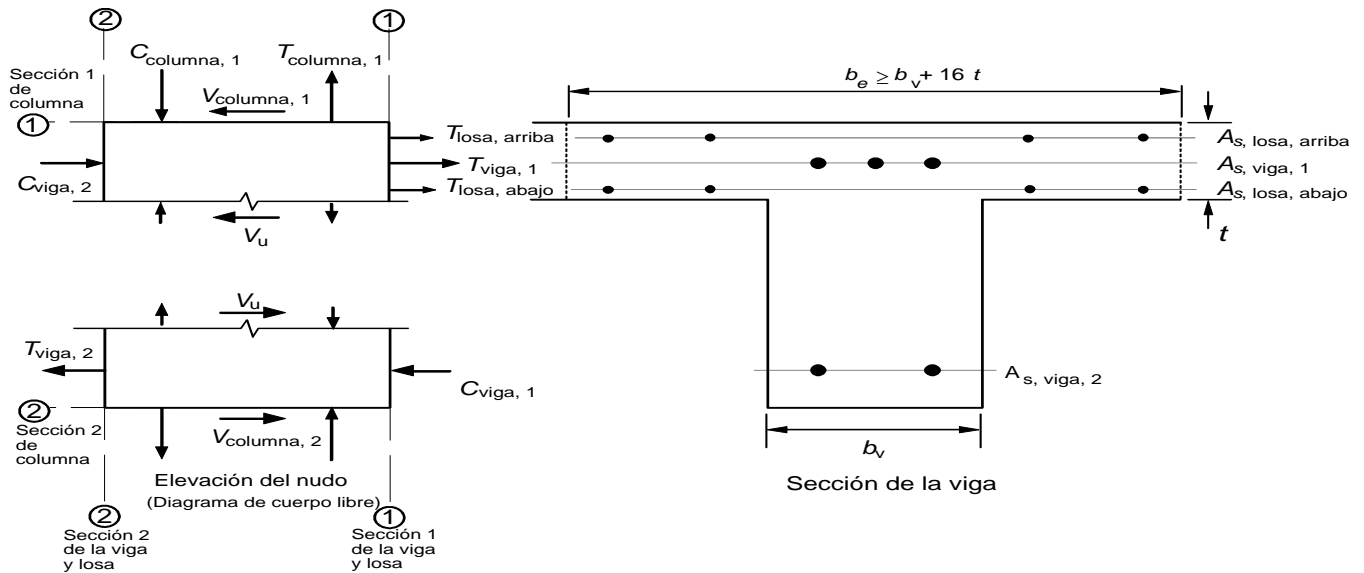 2
1
C columna, 1
T columna, 1
Sección 1
de
columna
V columna, 1
1
T losa, arriba
T viga, 1
T losa, abajo
C viga, 2
V u
V u
T viga, 2
C viga, 1
2
Sección 2
de
columna
V columna, 2
Elevación del nudo
(Diagrama de cuerpo libre)
2
1
Sección 2
de la viga
y losa
Sección 1
de la viga
y losa
b e ≥ b v + 16 t
A s, losa, arriba
A s, viga, 1
A s, losa, abajo
t
A s, viga, 2
b v
Sección de la viga